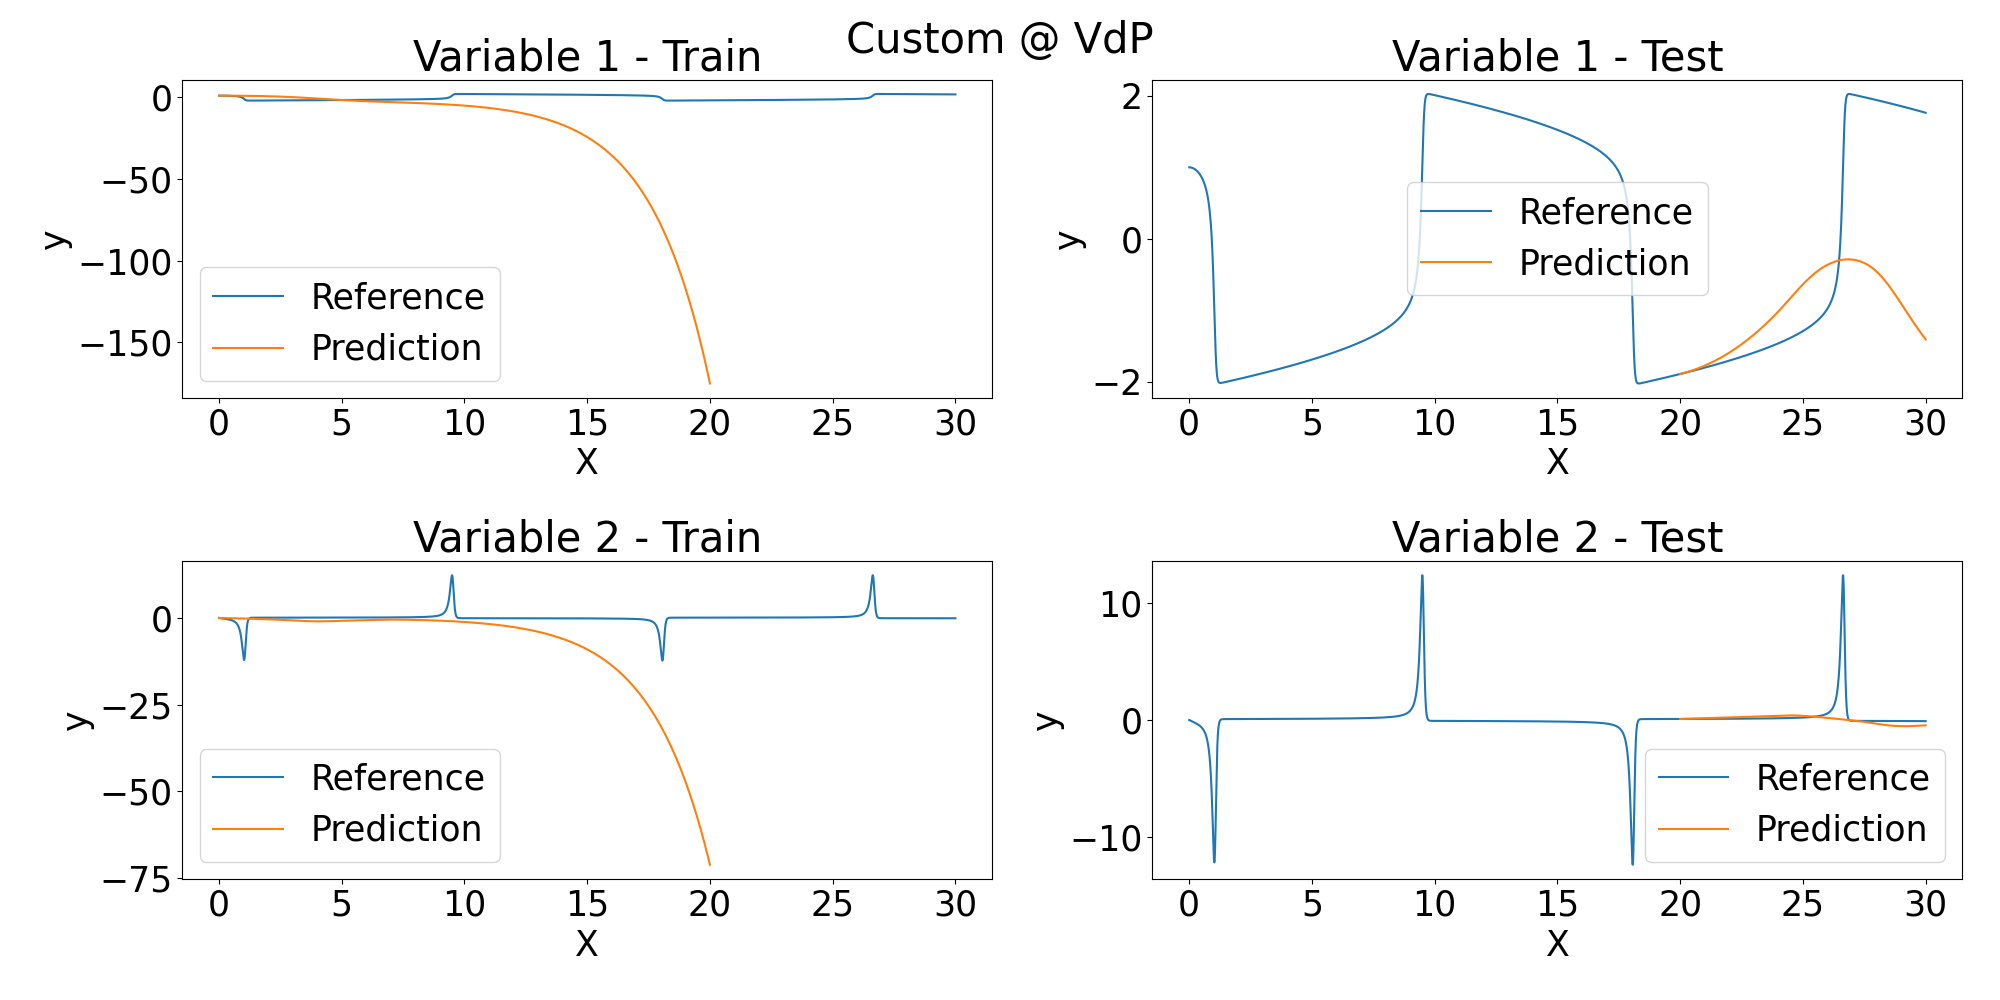 Custom @ VdP
Variable 1 - Train
0
−50
−100
−150
y
Reference
Prediction
0 5 10 15 20 25 30
X
Variable 1 - Test
2
0
−2
y
Reference
Prediction
0 5 10 15 20 25 30
X
Variable 2 - Train
0
−25
−50
−75
y
Reference
Prediction
0 5 10 15 20 25 30
X
Variable 2 - Test
10
0
−10
y
Reference
Prediction
0 5 10 15 20 25 30
X